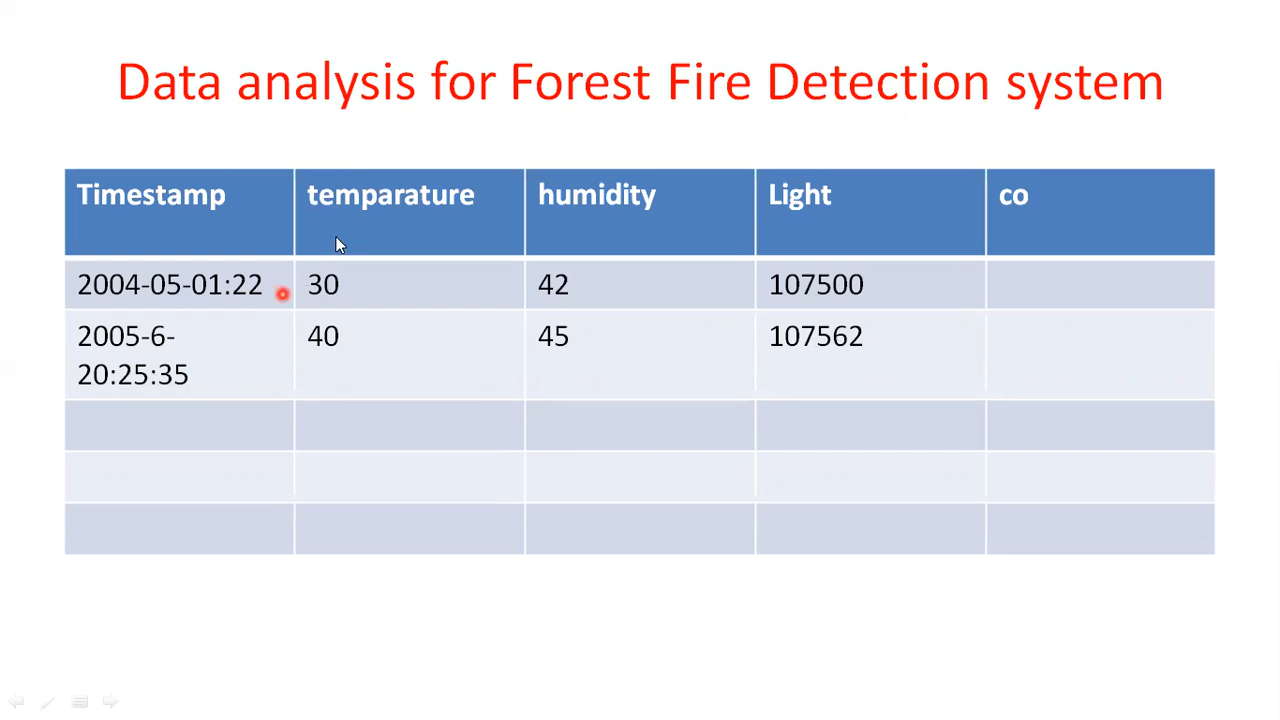 Data analysis for Forest Fire Detection system
Timestamp temparature humidity Light co
2004-05-01:22 30 42 107500
2005-6- 40 45 107562
20:25:35